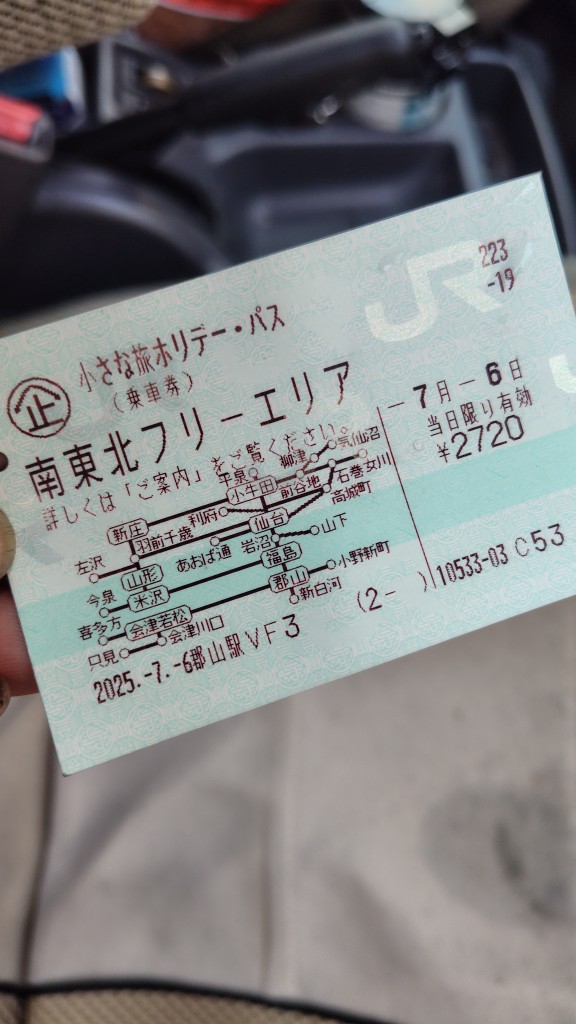 JR
223
-19
企 小さな旅ホリデー・パス
(乗車券)
南東北フリーエリア
-7月-6日
当日限り有効
¥2720
詳しくは「ご案内」をご覧ください。
気仙沼
柳津
平泉
女川
小牛田
前谷地
石巻
高城町
利府
新庄
羽前千歳
仙台
あおば通
岩沼
山下
左沢
山形
福島
小野新町
今泉
米沢
郡山
新白河
喜多方
会津若松
会津川口
只見
(2- )
10533-03 C53
2025.-7.-6郡山駅VF3